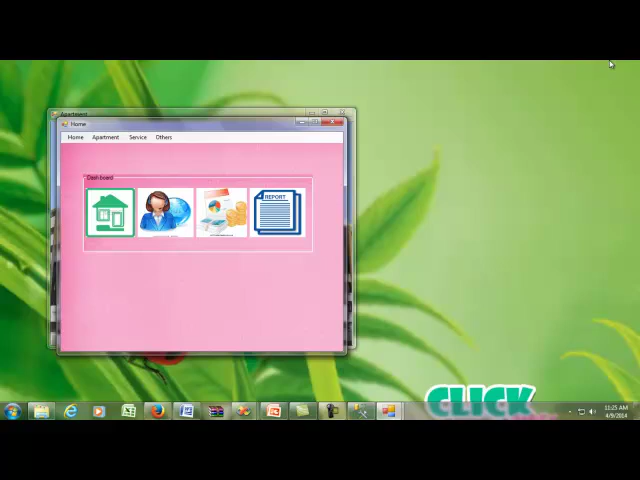 Apartment
Home
Home Apartment Service Others
Dash board
REPORT
CLICK
11:25 AM
4/9/2014